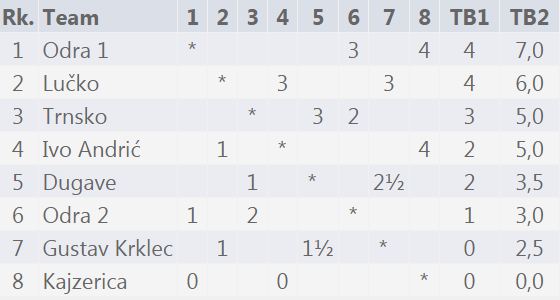 Rk. Team 1 2 3 4 5 6 7 8 TB1 TB2
1 Odra 1 * 3 4 4 7,0
2 Lučko * 3 3 4 6,0
3 Trnsko * 3 2 3 5,0
4 Ivo Andrić 1 * 4 2 5,0
5 Dugave 1 * 2½ 2 3,5
6 Odra 2 1 2 * 1 3,0
7 Gustav Krklec 1 1½ * 0 2,5
8 Kajzerica 0 0 * 0 0,0